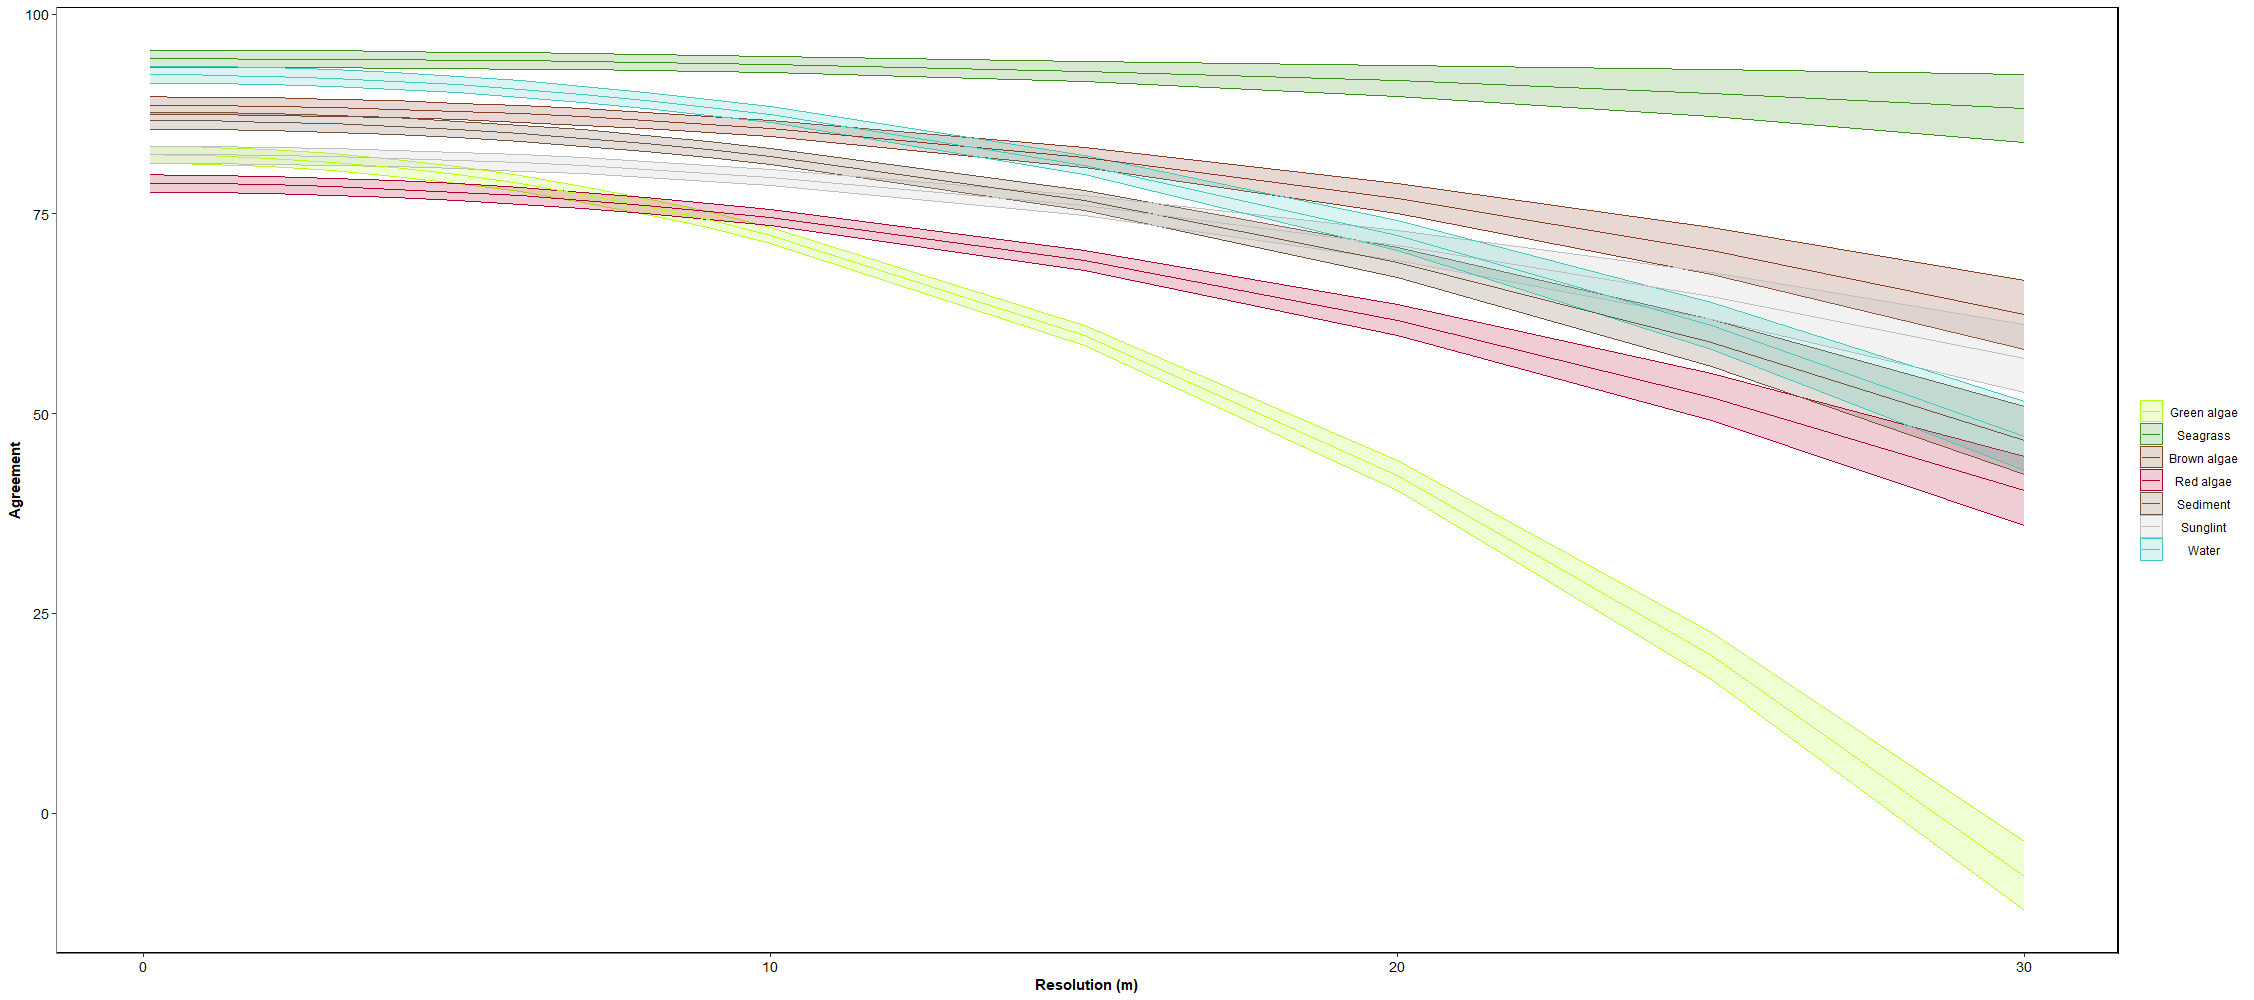 100
75
50
25
0
Agreement
0
10
20
30
Resolution (m)
Green algae
Seagrass
Brown algae
Red algae
Sediment
Sunglint
Water